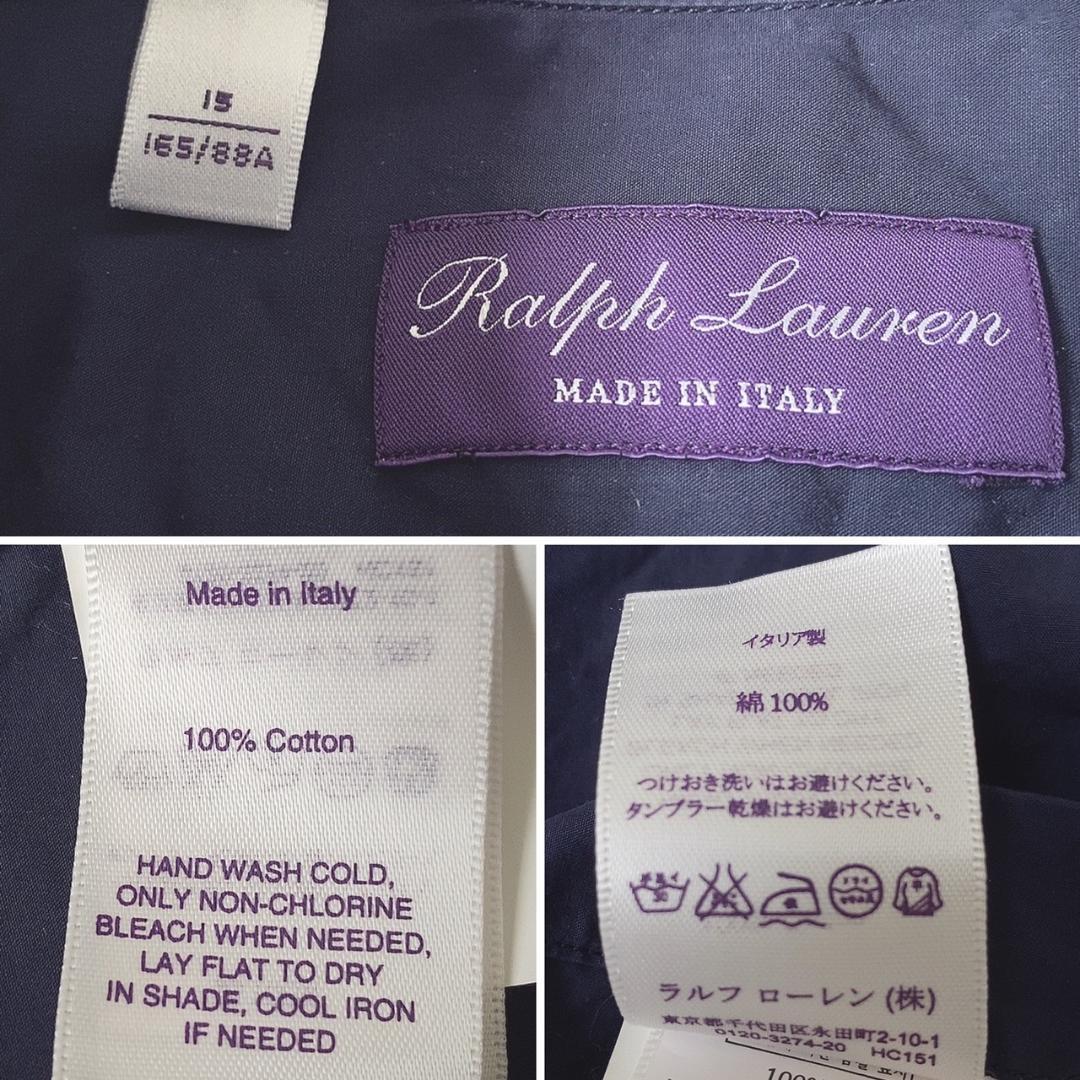 15
165/88A
Ralph Lauren
MADE IN ITALY
Made in Italy
100% Cotton
HAND WASH COLD,
ONLY NON-CHLORINE
BLEACH WHEN NEEDED,
LAY FLAT TO DRY
IN SHADE, COOL IRON
IF NEEDED
イタリア製
綿 100%
つけおき洗いはお避けください。
タンブラー乾燥はお避けください。
ラルフ ローレン (株)
東京都千代田区永田町2-10-1
0120-3274-20 HC151
100%